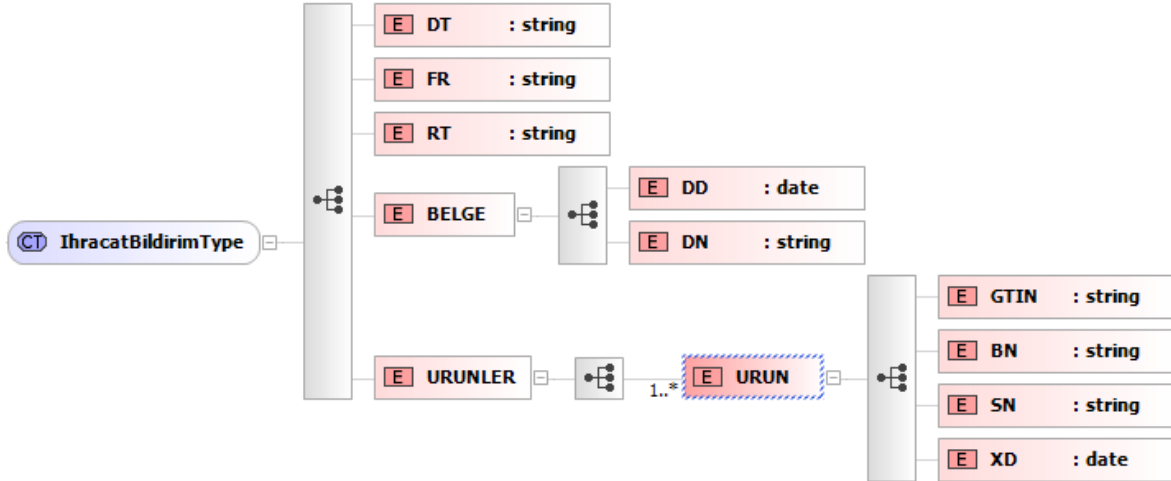 E DT : string
E FR : string
E RT : string
E BELGE
E DD : date
E DN : string
CT IhracatBildirimType
E URUNLER
1..*
E URUN
E GTIN : string
E BN : string
E SN : string
E XD : date